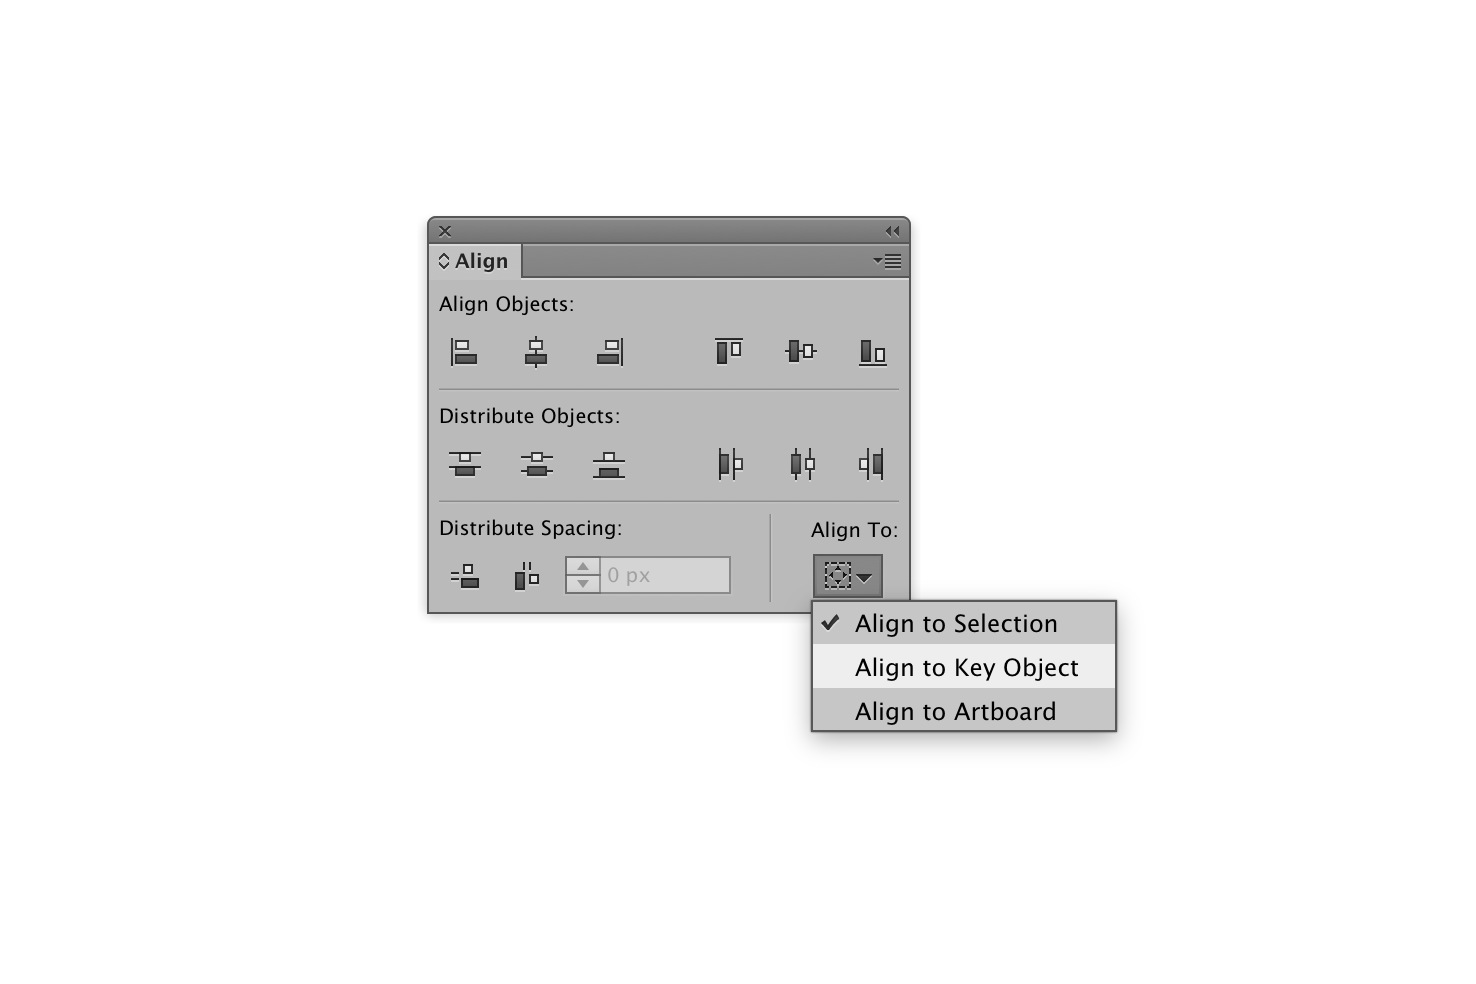 Align
Align Objects:
Distribute Objects:
Distribute Spacing:
Align To:
0 px
Align to Selection
Align to Key Object
Align to Artboard